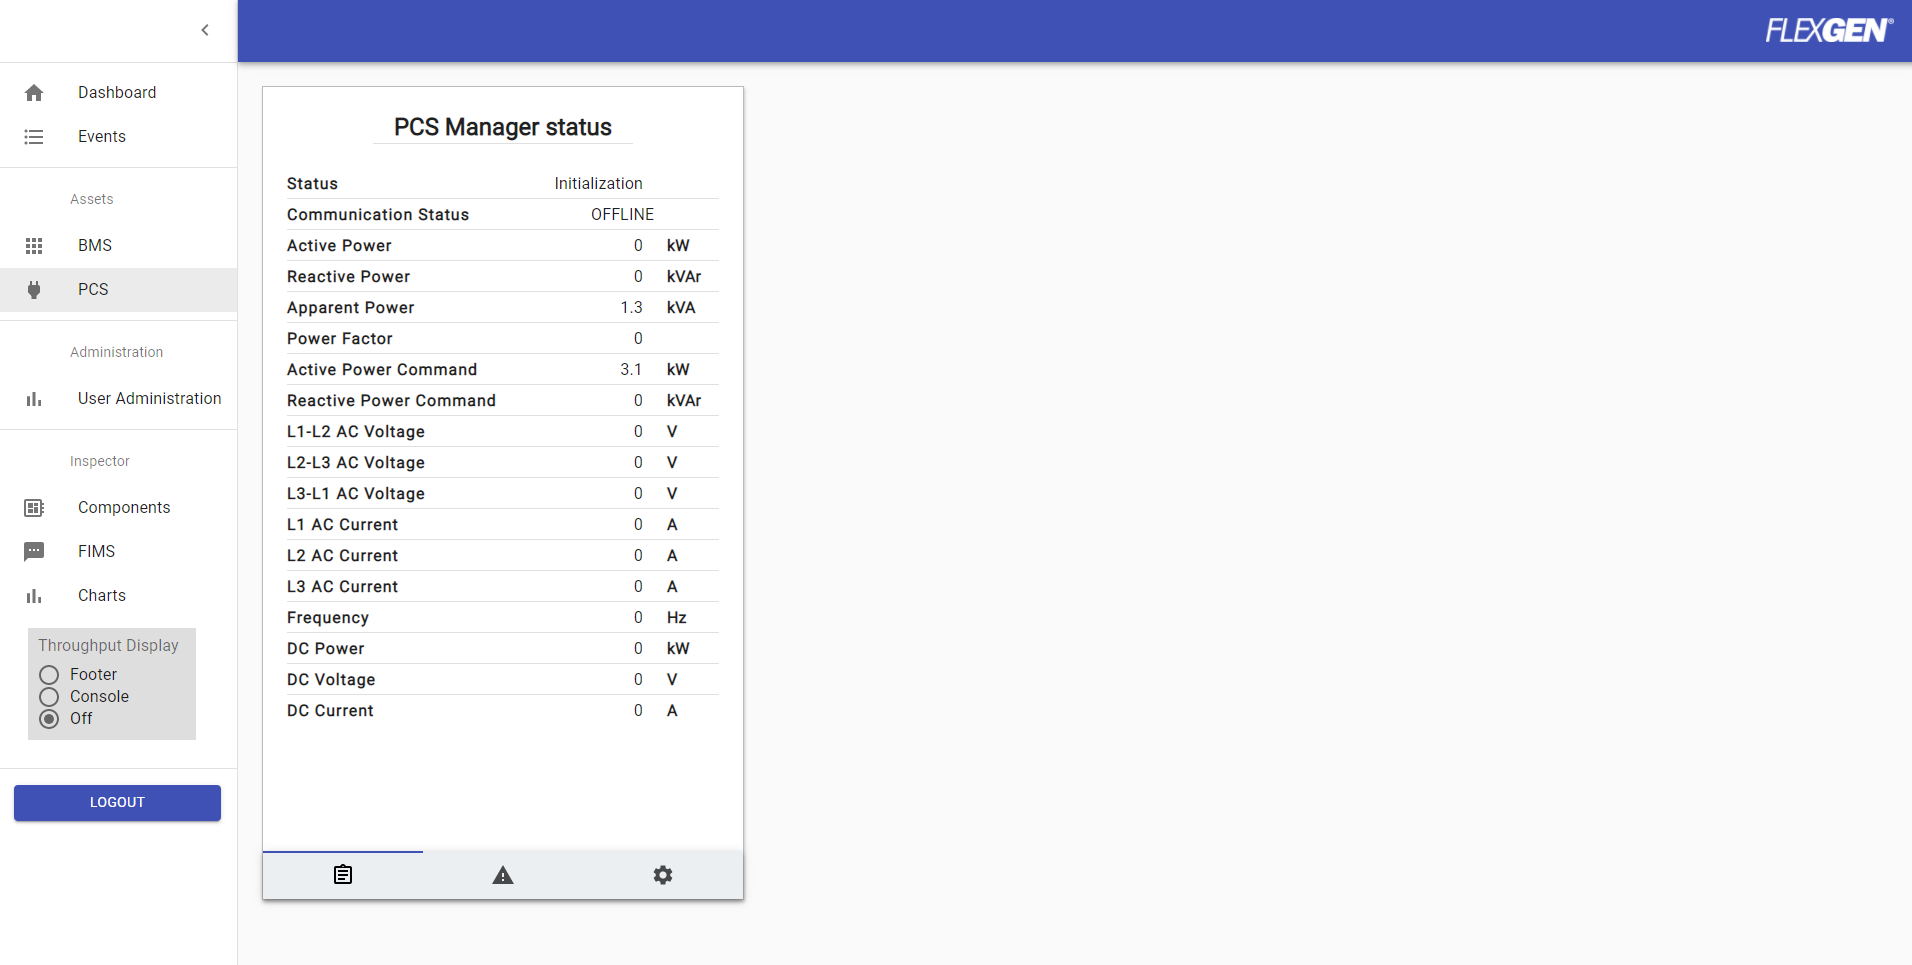 FLEXGEN®
Dashboard
Events
Assets
BMS
PCS
Administration
User Administration
Inspector
Components
FIMS
Charts
Throughput Display
Footer
Console
Off
LOGOUT
PCS Manager status
Status Initialization
Communication Status OFFLINE
Active Power 0 kW
Reactive Power 0 kVAr
Apparent Power 1.3 kVA
Power Factor 0
Active Power Command 3.1 kW
Reactive Power Command 0 kVAr
L1-L2 AC Voltage 0 V
L2-L3 AC Voltage 0 V
L3-L1 AC Voltage 0 V
L1 AC Current 0 A
L2 AC Current 0 A
L3 AC Current 0 A
Frequency 0 Hz
DC Power 0 kW
DC Voltage 0 V
DC Current 0 A